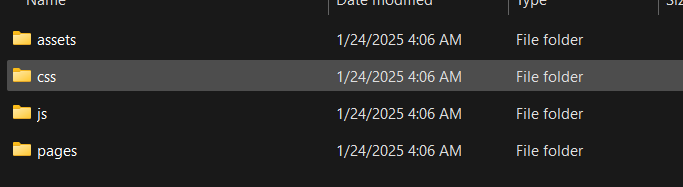 Name Date modified Type
assets 1/24/2025 4:06 AM File folder
css 1/24/2025 4:06 AM File folder
js 1/24/2025 4:06 AM File folder
pages 1/24/2025 4:06 AM File folder